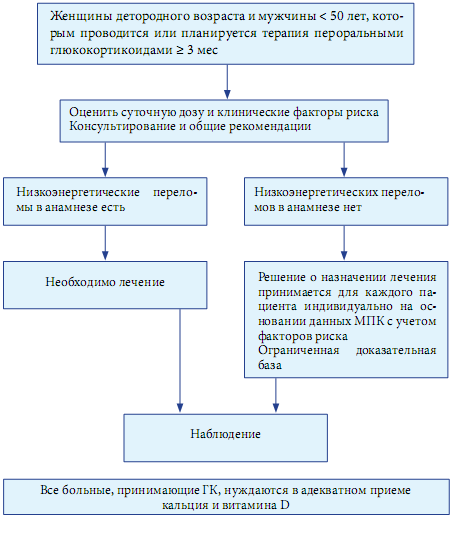 Женщины детородного возраста и мужчины < 50 лет, кото-
рым проводится или планируется терапия пероральными
глюкокортикоидами ≥ 3 мес
Оценить суточную дозу и клинические факторы риска
Консультирование и общие рекомендации
Низкоэнергетические перело-
мы в анамнезе есть
Низкоэнергетических перело-
мов в анамнезе нет
Необходимо лечение
Решение о назначении лечения
принимается для каждого па-
циента индивидуально на ос-
новании данных МПК с учетом
факторов риска
Ограниченная доказательная
база
Наблюдение
Все больные, принимающие ГК, нуждаются в адекватном приеме
кальция и витамина D